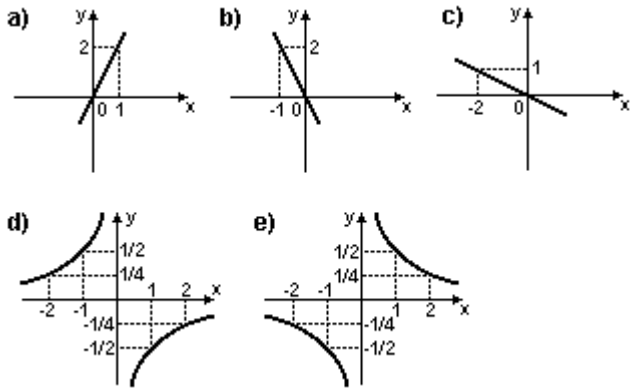 a) y 2 0 1 x
b) y 2 -1 0 x
c) y 1 -2 0 x
d) y 1/2 1/4 -2 -1 1 2 x -1/4 -1/2
e) y 1/2 1/4 -2 -1 1 2 x -1/4 -1/2